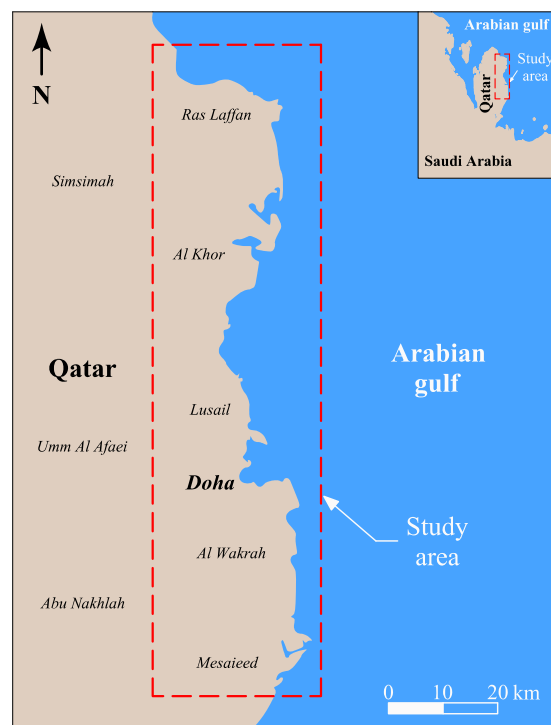 N
Arabian gulf
Study
area
Qatar
Saudi Arabia
Ras Laffan
Simsimah
Al Khor
Qatar
Arabian
gulf
Lusail
Umm Al Afaei
Doha
Study
area
Al Wakrah
Abu Nakhlah
Mesaieed
0 10 20 km